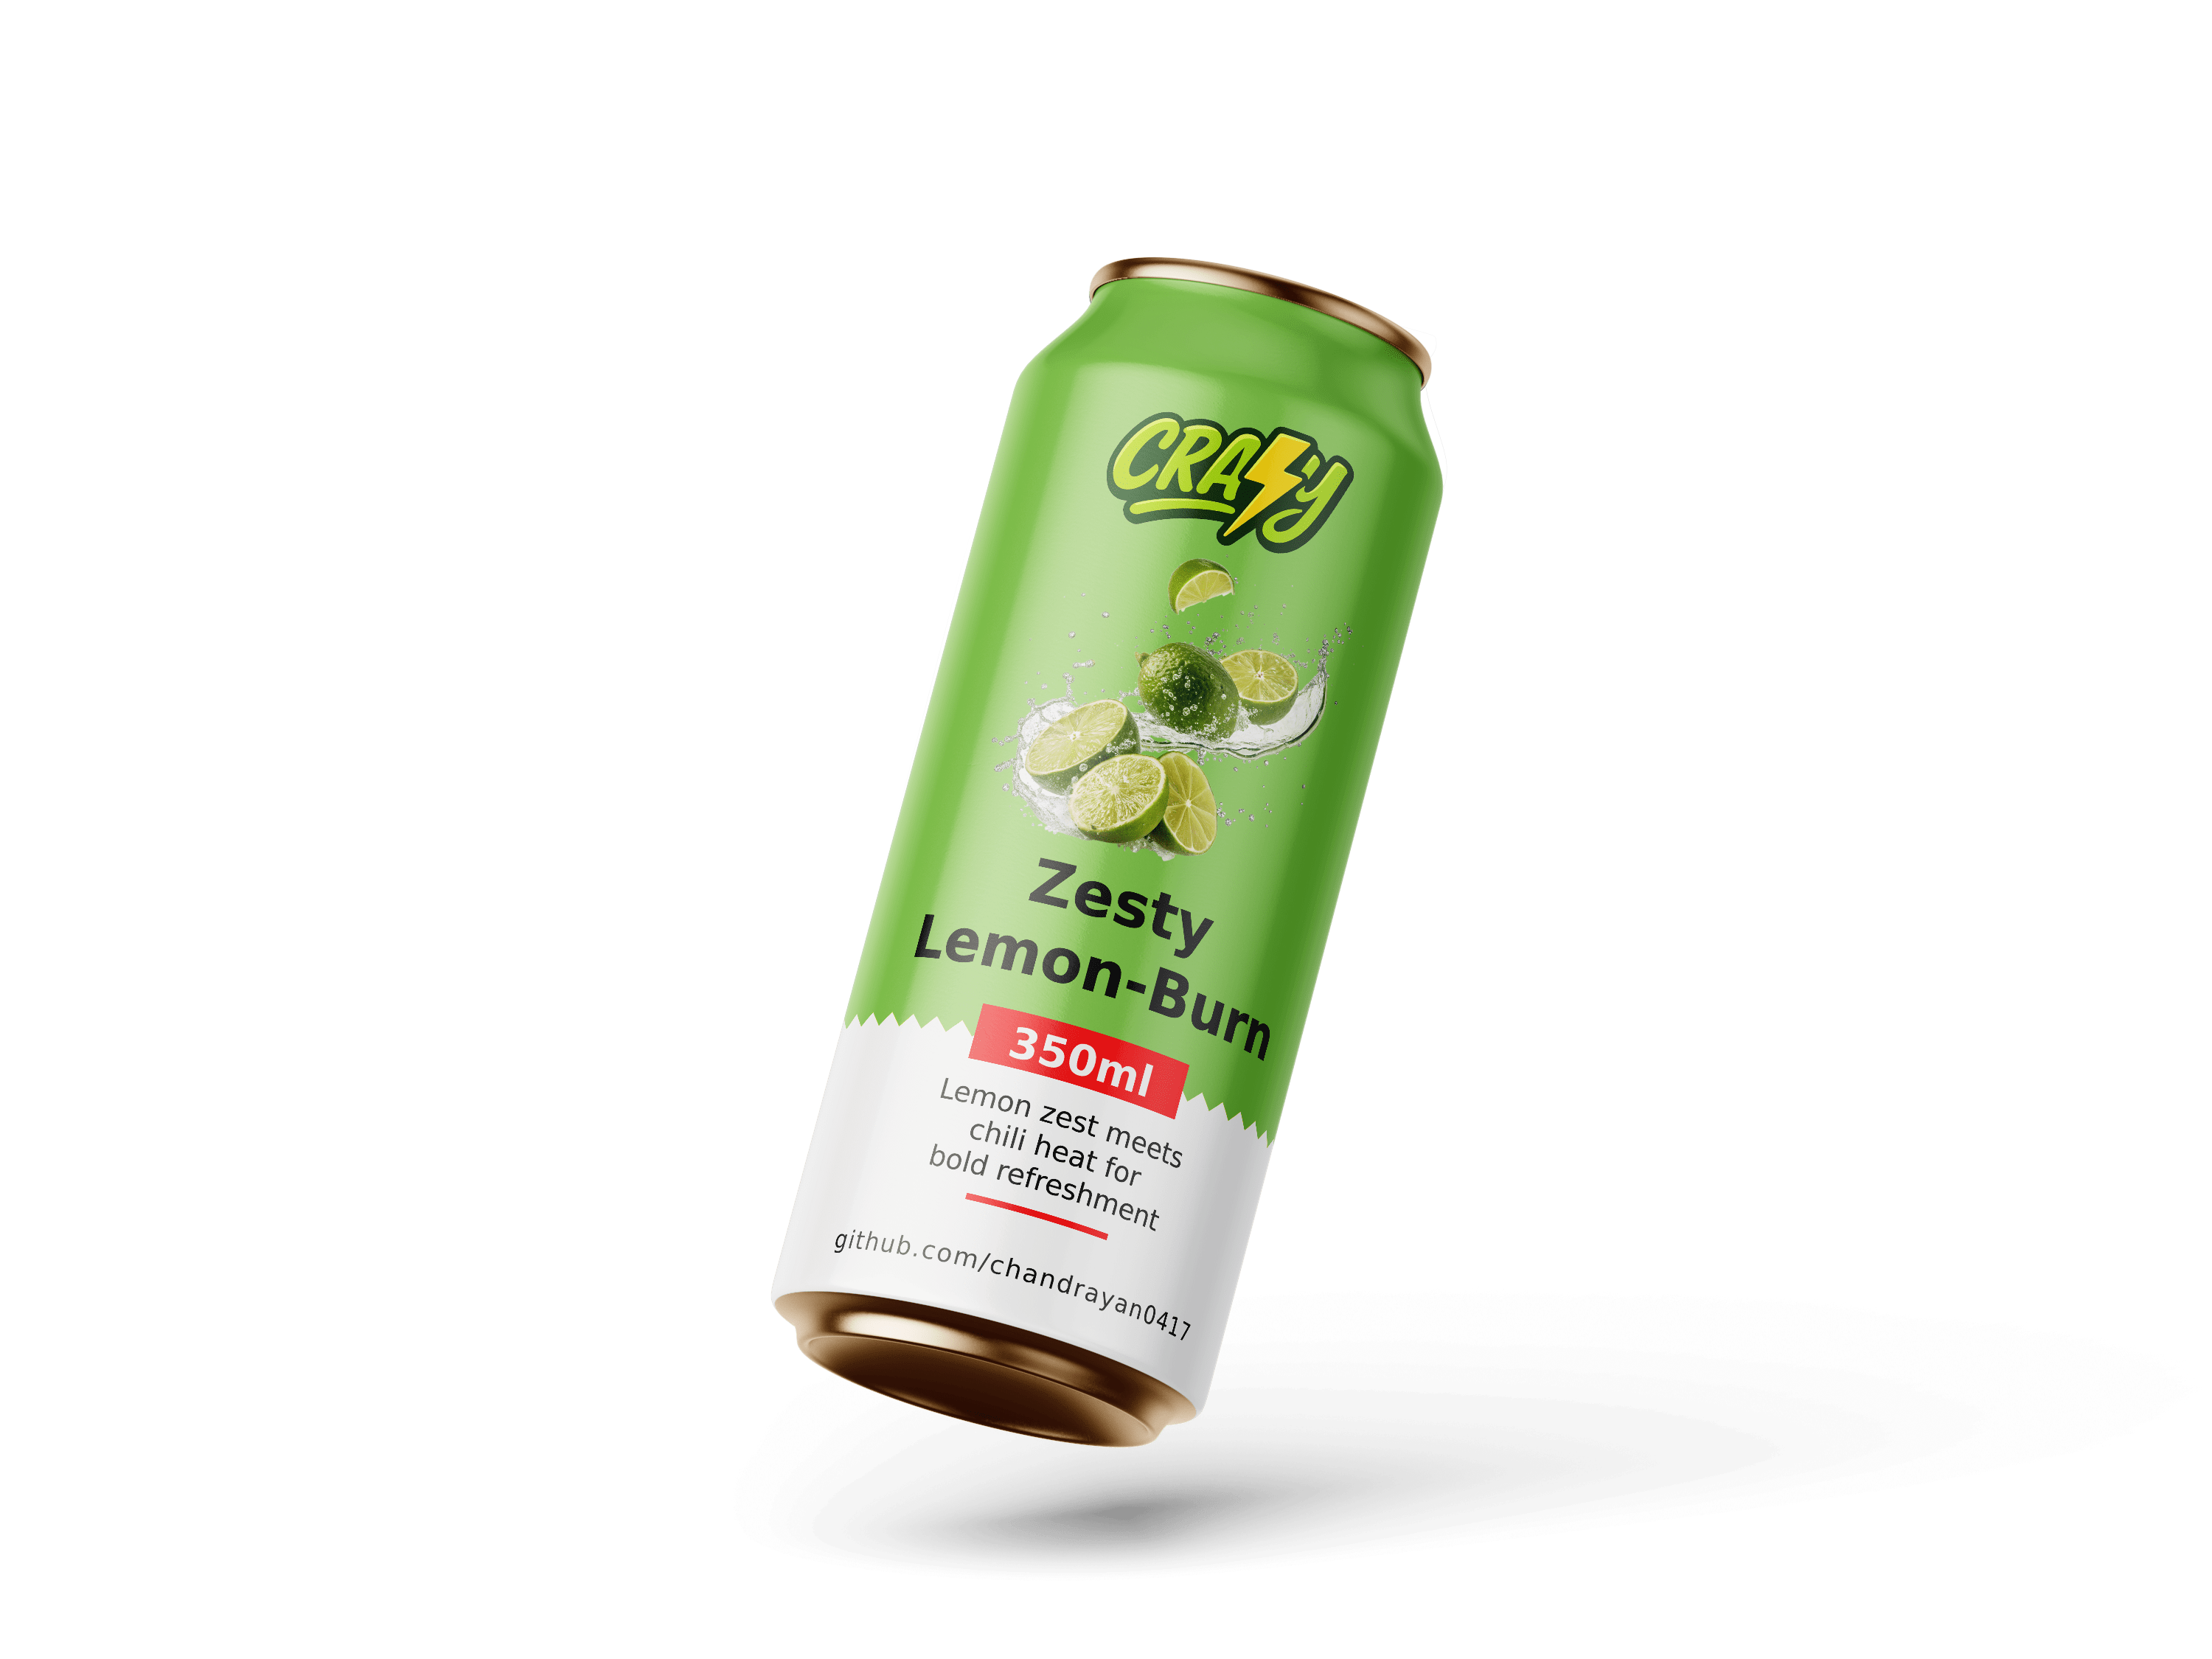 CRAZY
Zesty
Lemon-Burn
350ml
Lemon zest meets
chili heat for
bold refreshment
github.com/chandrayan0417